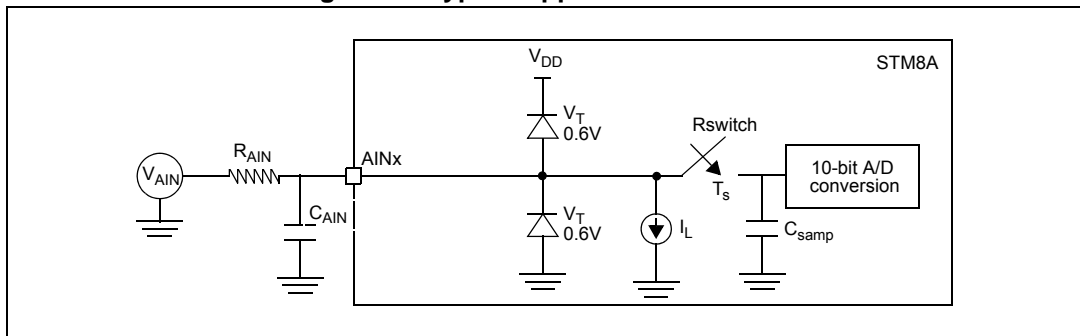 V_DD
STM8A
V_T
0.6V
Rswitch
R_AIN
AINx
V_AIN
T_s
10-bit A/D
conversion
C_AIN
V_T
0.6V
I_L
C_samp